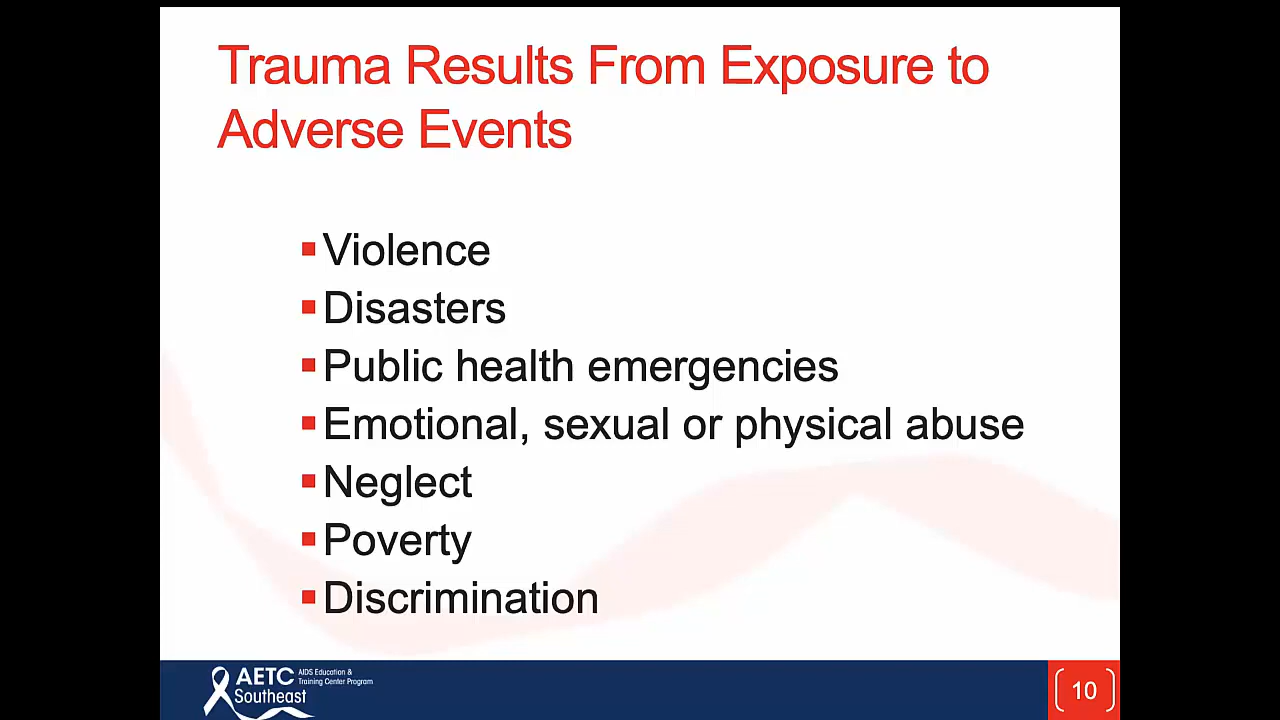 Trauma Results From Exposure to
Adverse Events
Violence
Disasters
Public health emergencies
Emotional, sexual or physical abuse
Neglect
Poverty
Discrimination
AETC
Southeast
AIDS Education &
Training Center Program
10